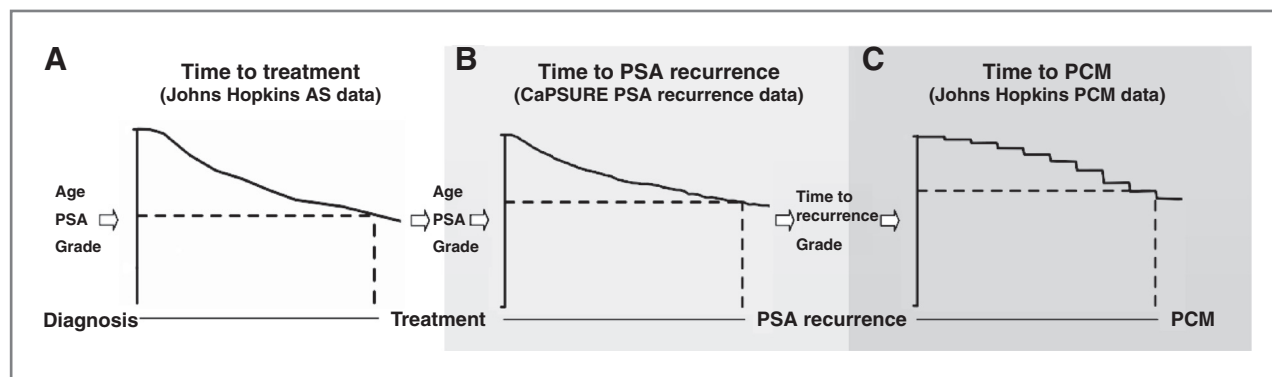 A
Time to treatment
(Johns Hopkins AS data)
Age
PSA
Grade
Diagnosis
Treatment
B
Time to PSA recurrence
(CaPSURE PSA recurrence data)
Age
PSA
Grade
PSA recurrence
C
Time to PCM
(Johns Hopkins PCM data)
Time to
recurrence
Grade
PCM